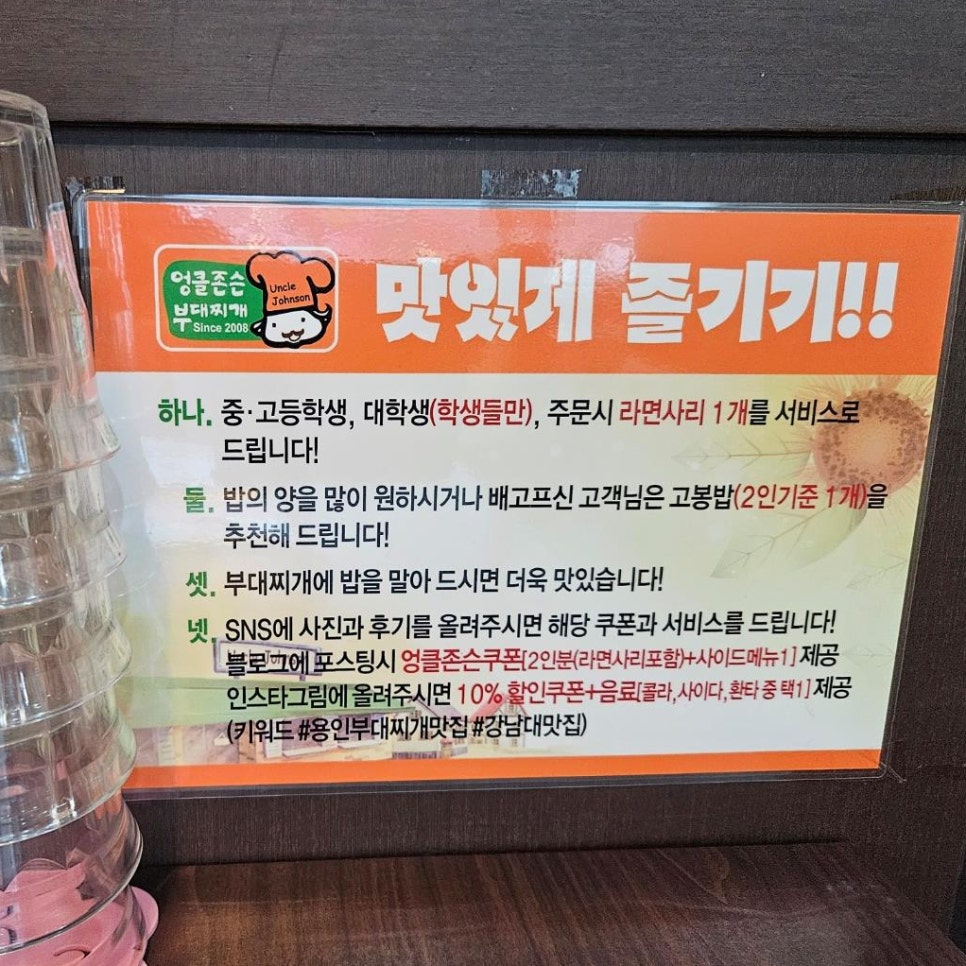 엉클존슨
부대찌개
Since 2008
Uncle
Johnson
맛있게 즐기기!!
하나. 중·고등학생, 대학생(학생들만), 주문시 라면사리 1개를 서비스로
드립니다!
둘. 밥의 양을 많이 원하시거나 배고프신 고객님은 고봉밥(2인기준 1개)을
추천해 드립니다!
셋. 부대찌개에 밥을 말아 드시면 더욱 맛있습니다!
넷. SNS에 사진과 후기를 올려주시면 해당 쿠폰과 서비스를 드립니다!
블로그에 포스팅시 엉클존슨쿠폰[2인분(라면사리포함)+사이드메뉴1] 제공
인스타그림에 올려주시면 10% 할인쿠폰+음료[콜라,사이다,환타 중 택1] 제공
(키워드 #용인부대찌개맛집 #강남대맛집)